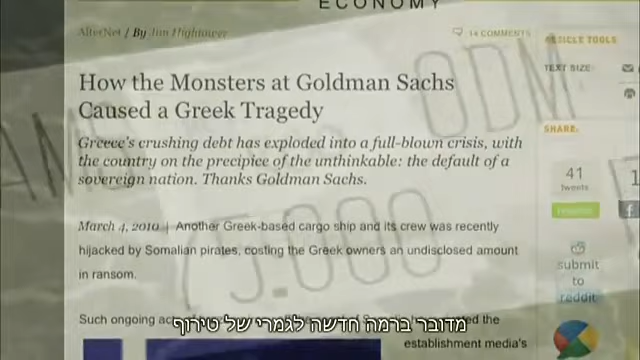 ECONOMY
AlterNet / By Jim Hightower
14 COMMENTS
ARTICLE TOOLS
How the Monsters at Goldman Sachs
Caused a Greek Tragedy
TEXT SIZE:
Greece's crushing debt has exploded into a full-blown crisis, with
the country on the precipice of the unthinkable: the default of a
sovereign nation. Thanks Goldman Sachs.
SHARE:
41
tweets
retweet
March 4, 2010 | Another Greek-based cargo ship and its crew was recently
hijacked by Somalian pirates, costing the Greek owners an undisclosed amount
in ransom.
75.000
submit
to
reddit
Such ongoing the
establishment media's
מדובר ברמה חדשה לגמרי של טירוף